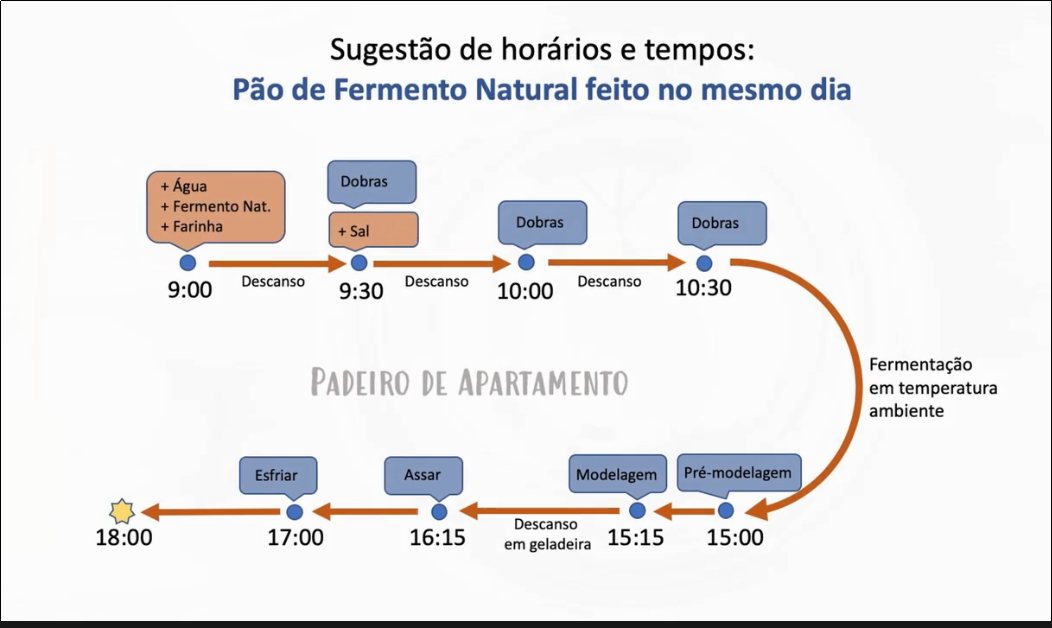 Sugestão de horários e tempos:
Pão de Fermento Natural feito no mesmo dia
+ Água
+ Fermento Nat.
+ Farinha
Dobras
+ Sal
Dobras
Dobras
Descanso
Descanso
Descanso
9:00
9:30
10:00
10:30
Fermentação
em temperatura
ambiente
PADEIRO DE APARTAMENTO
Esfriar
Assar
Modelagem
Pré-modelagem
Descanso
em geladeira
18:00
17:00
16:15
15:15
15:00